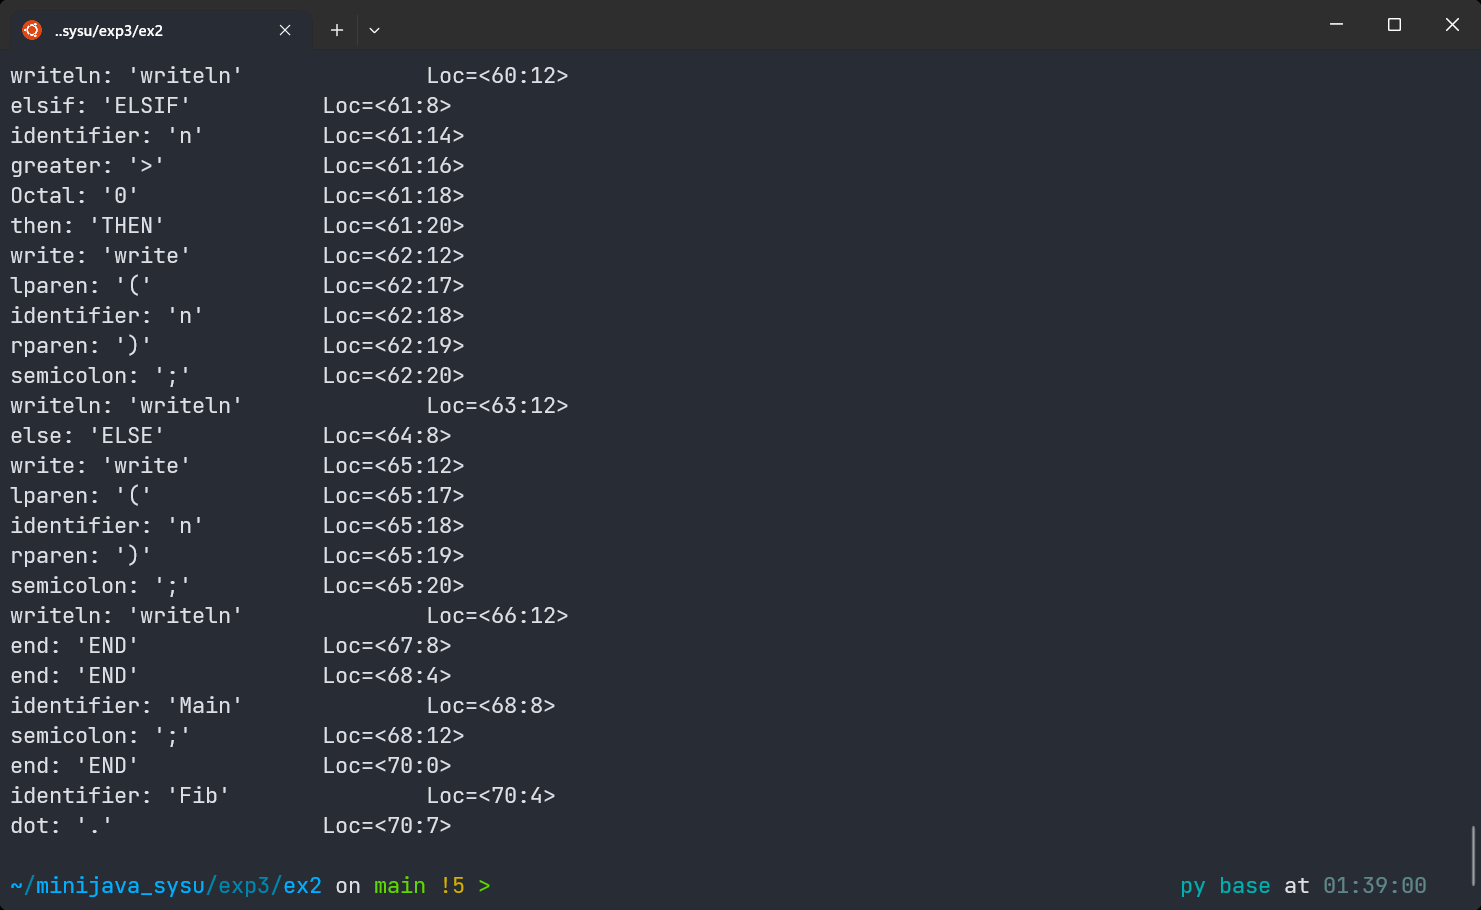 ..sysu/exp3/ex2
writeln: 'writeln' Loc=<60:12>
elsif: 'ELSIF' Loc=<61:8>
identifier: 'n' Loc=<61:14>
greater: '>' Loc=<61:16>
Octal: '0' Loc=<61:18>
then: 'THEN' Loc=<61:20>
write: 'write' Loc=<62:12>
lparen: '(' Loc=<62:17>
identifier: 'n' Loc=<62:18>
rparen: ')' Loc=<62:19>
semicolon: ';' Loc=<62:20>
writeln: 'writeln' Loc=<63:12>
else: 'ELSE' Loc=<64:8>
write: 'write' Loc=<65:12>
lparen: '(' Loc=<65:17>
identifier: 'n' Loc=<65:18>
rparen: ')' Loc=<65:19>
semicolon: ';' Loc=<65:20>
writeln: 'writeln' Loc=<66:12>
end: 'END' Loc=<67:8>
end: 'END' Loc=<68:4>
identifier: 'Main' Loc=<68:8>
semicolon: ';' Loc=<68:12>
end: 'END' Loc=<70:0>
identifier: 'Fib' Loc=<70:4>
dot: '.' Loc=<70:7>
~/minijava_sysu/exp3/ex2 on main !5 > py base at 01:39:00